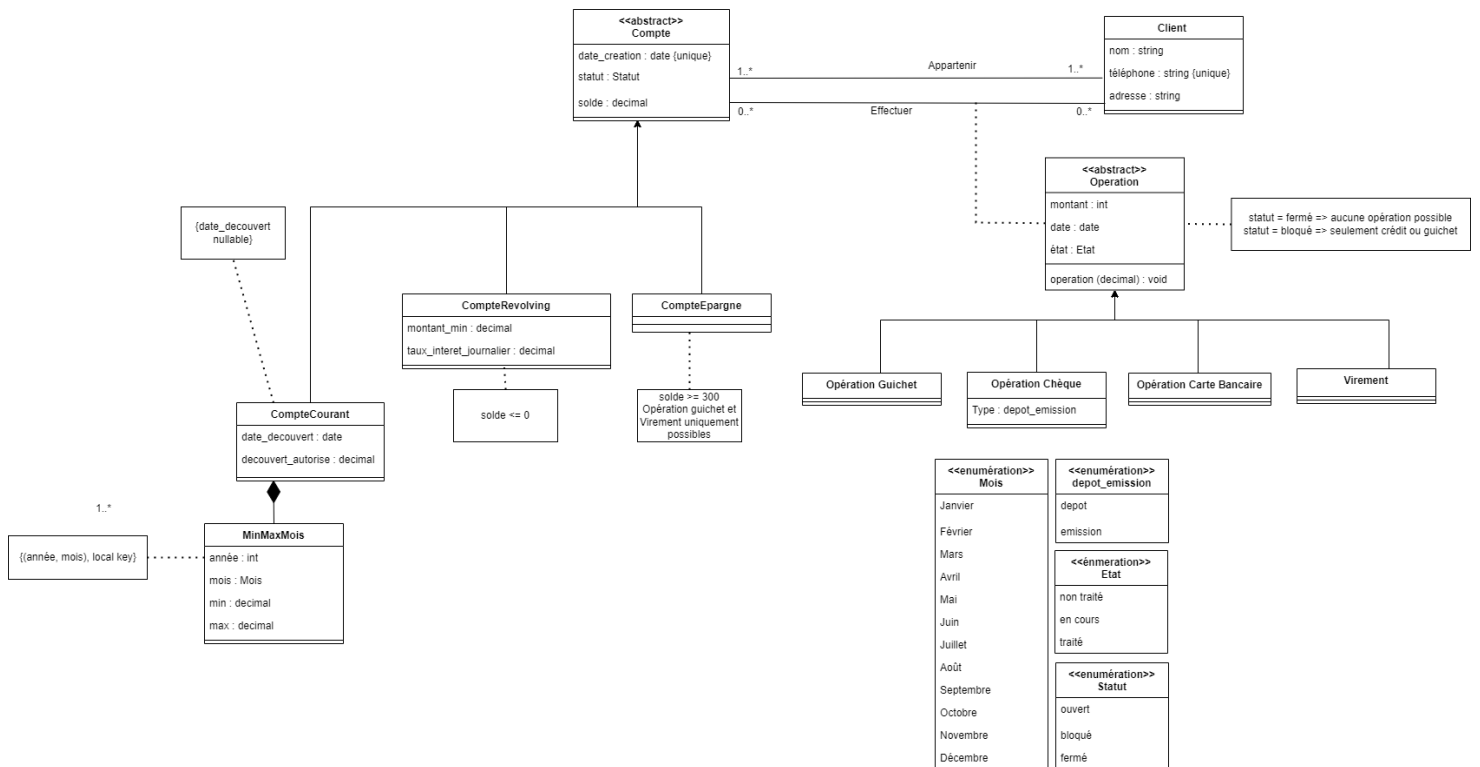 <<abstract>>
Compte
date_creation : date {unique}
statut : Statut
solde : decimal
<<abstract>>
Client
nom : string
téléphone : string {unique}
adresse : string
1..*
Appartenir
1..*
0..*
Effectuer
0..*
<<abstract>>
Operation
montant : int
date : date
état : Etat
operation (decimal) : void
statut = fermé => aucune opération possible
statut = bloqué => seulement crédit ou guichet
{date_decouvert
nullable}
CompteRevolving
montant_min : decimal
taux_interet_journalier : decimal
CompteEpargne
solde <= 0
solde >= 300
Opération guichet et
Virement uniquement
possibles
Opération Guichet
Opération Chèque
Type : depot_emission
Opération Carte Bancaire
Virement
CompteCourant
date_decouvert : date
decouvert_autorise : decimal
1..*
{(année, mois), local key}
MinMaxMois
année : int
mois : Mois
min : decimal
max : decimal
<<enumération>>
Mois
Janvier
Février
Mars
Avril
Mai
Juin
Juillet
Août
Septembre
Octobre
Novembre
Décembre
<<enumération>>
depot_emission
depot
emission
<<énmeration>>
Etat
non traité
en cours
traité
<<enumération>>
Statut
ouvert
bloqué
fermé